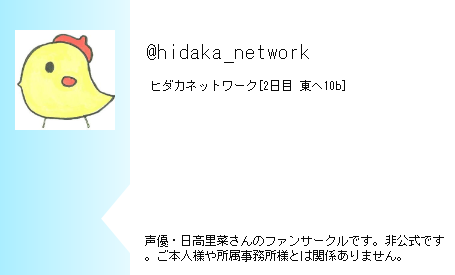 @hidaka_network
ヒダカネットワーク[2日目 東ヘ10b]
声優・日高里菜さんのファンサークルです。非公式です
。ご本人様や所属事務所様とは関係ありません。